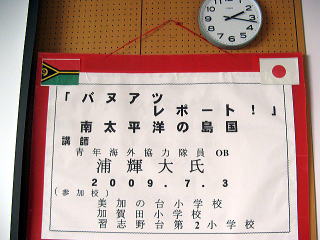 「バヌアツ
レポート！」
南太平洋の島国
講師
青年海外協力隊員 OB
浦輝大氏
2009.7.3
(参加校)
美加の台小学校
加賀田小学校
習志野台第2小学校